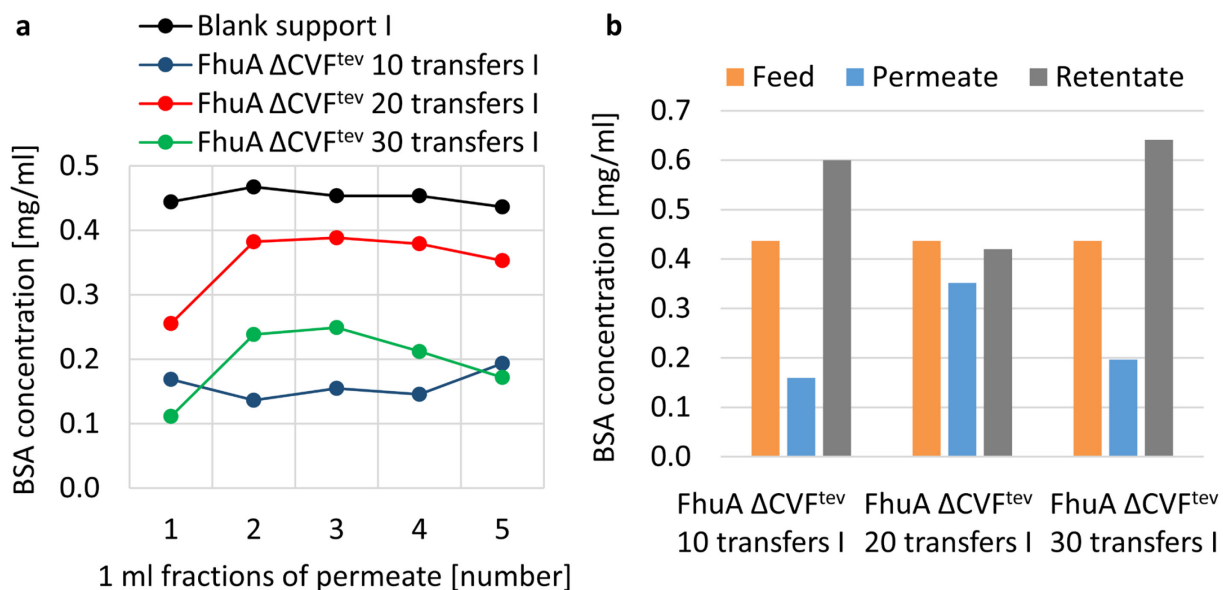 a
Blank support I
FhuA ΔCVFᵗᵉᵛ 10 transfers I
FhuA ΔCVFᵗᵉᵛ 20 transfers I
FhuA ΔCVFᵗᵉᵛ 30 transfers I
BSA concentration [mg/ml]
0.5
0.4
0.3
0.2
0.1
0.0
1 2 3 4 5
1 ml fractions of permeate [number]
b
Feed Permeate Retentate
BSA concentration [mg/ml]
0.7
0.6
0.5
0.4
0.3
0.2
0.1
0.0
FhuA ΔCVFᵗᵉᵛ FhuA ΔCVFᵗᵉᵛ FhuA ΔCVFᵗᵉᵛ
10 transfers I 20 transfers I 30 transfers I